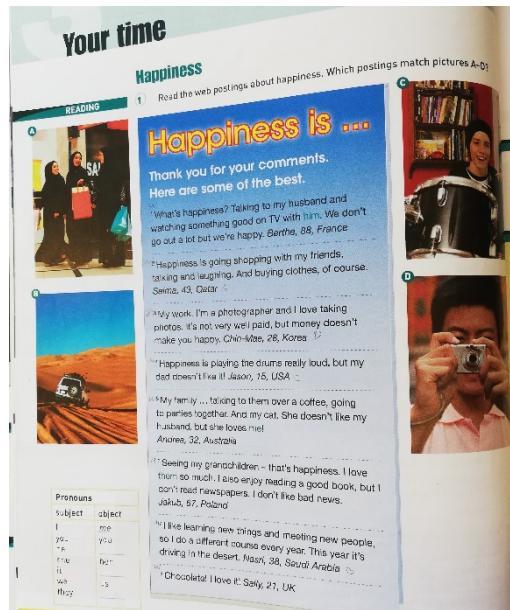 Your time
Happiness
READING
1 Read the web postings about happiness. Which postings match pictures A–D?
A
B
C
D
SA
Happiness is ...
Thank you for your comments.
Here are some of the best.
What's happiness? Talking to my husband and
watching something good on TV with him. We don't
go out a lot but we're happy. Berthe, 88, France
Happiness is going shopping with my friends,
talking and laughing. And buying clothes, of course.
Selma, 43, Qatar
My work. I'm a photographer and I love taking
photos. It's not very well paid, but money doesn't
make you happy. Chin-Mae, 28, Korea
Happiness is playing the drums really loud, but my
dad doesn't like it! Jason, 15, USA
My family ... talking to them over a coffee, going
to parties together. And my cat. She doesn't like my
husband, but she loves me!
Andrea, 32, Australia
Seeing my grandchildren – that's happiness. I love
them so much. I also enjoy reading a good book, but I
don't read newspapers. I don't like bad news.
Jakub, 67, Poland
I like learning new things and meeting new people,
so I do a different course every year. This year it's
driving in the desert. Nasri, 38, Saudi Arabia
Chocolate! I love it! Sally, 21, UK
Pronouns
subject object
I me
you you
he
she her
it
we us
they